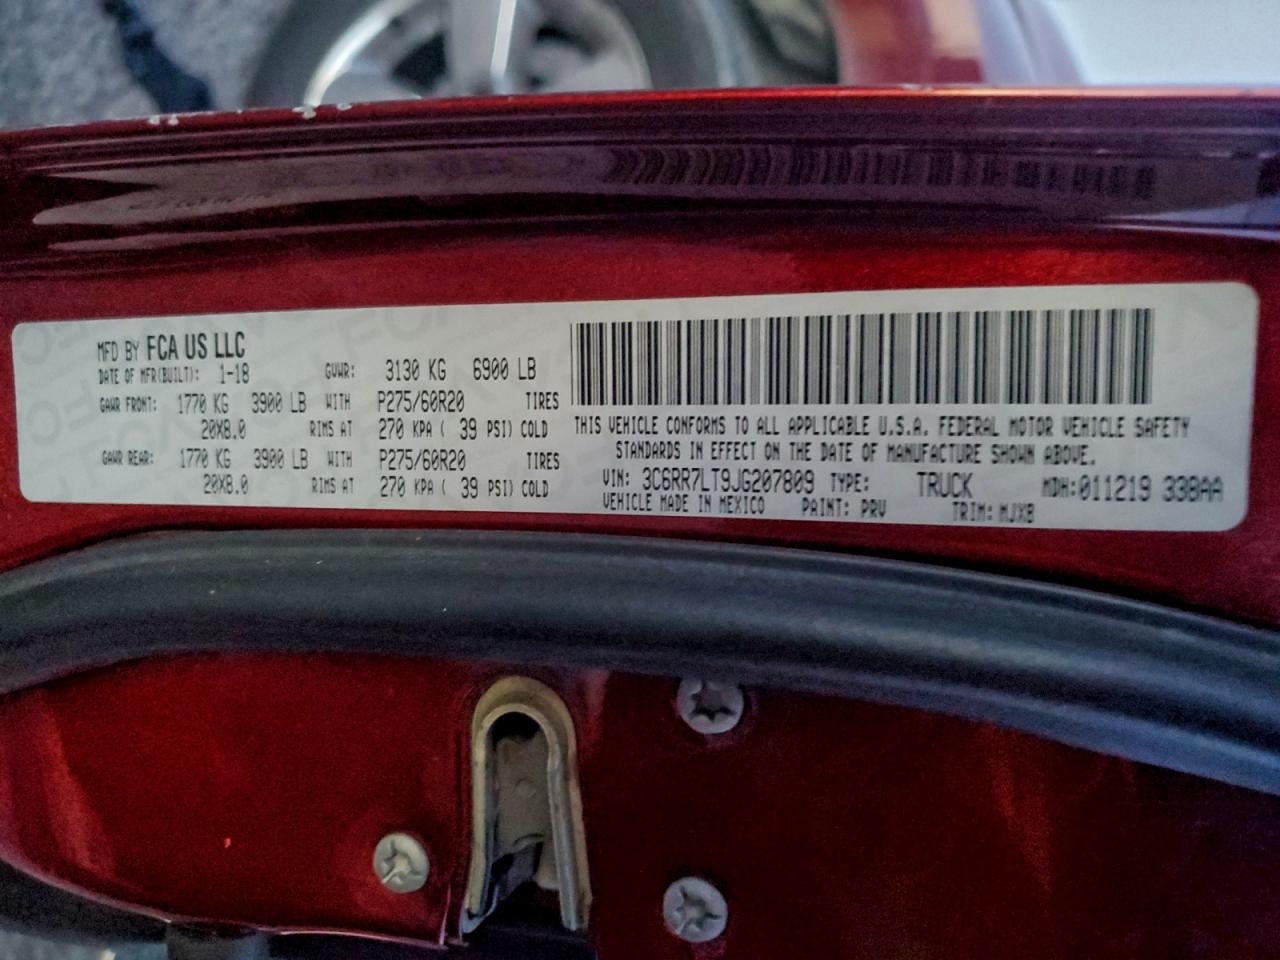 MFD BY FCA US LLC
DATE OF MFR(BUILT): 1-18 GVWR: 3130 KG 6900 LB
GAWR FRONT: 1770 KG 3900 LB WITH P275/60R20 TIRES
20X8.0 RIMS AT 270 KPA ( 39 PSI) COLD
GAWR REAR: 1770 KG 3900 LB WITH P275/60R20 TIRES
20X8.0 RIMS AT 270 KPA ( 39 PSI) COLD
THIS VEHICLE CONFORMS TO ALL APPLICABLE U.S.A. FEDERAL MOTOR VEHICLE SAFETY
STANDARDS IN EFFECT ON THE DATE OF MANUFACTURE SHOWN ABOVE.
VIN: 3C6RR7LT9JG207809 TYPE: TRUCK MDH:011219 338AA
VEHICLE MADE IN MEXICO PAINT: PRV TRIM: MJX8